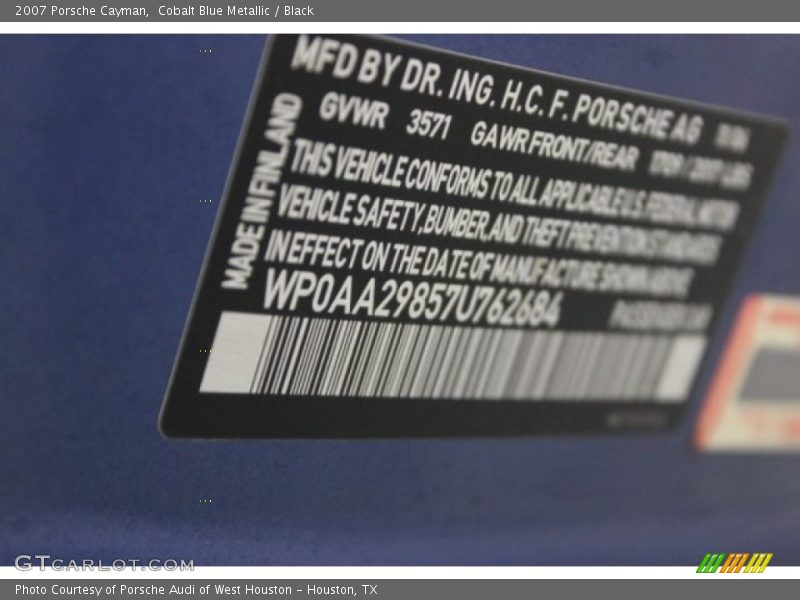 2007 Porsche Cayman, Cobalt Blue Metallic / Black
MFD BY DR. ING. H.C. F. PORSCHE AG
GVWR 3571 GAWR FRONT/REAR
THIS VEHICLE CONFORMS TO ALL APPLICABLE U.S. FEDERAL MOTOR
VEHICLE SAFETY, BUMBER, AND THEFT PREVENTION STANDARDS
IN EFFECT ON THE DATE OF MANUFACTURE SHOWN ABOVE
WP0AA29857U762684
MADE IN FINLAND
GTCARLOT.COM
Photo Courtesy of Porsche Audi of West Houston - Houston, TX